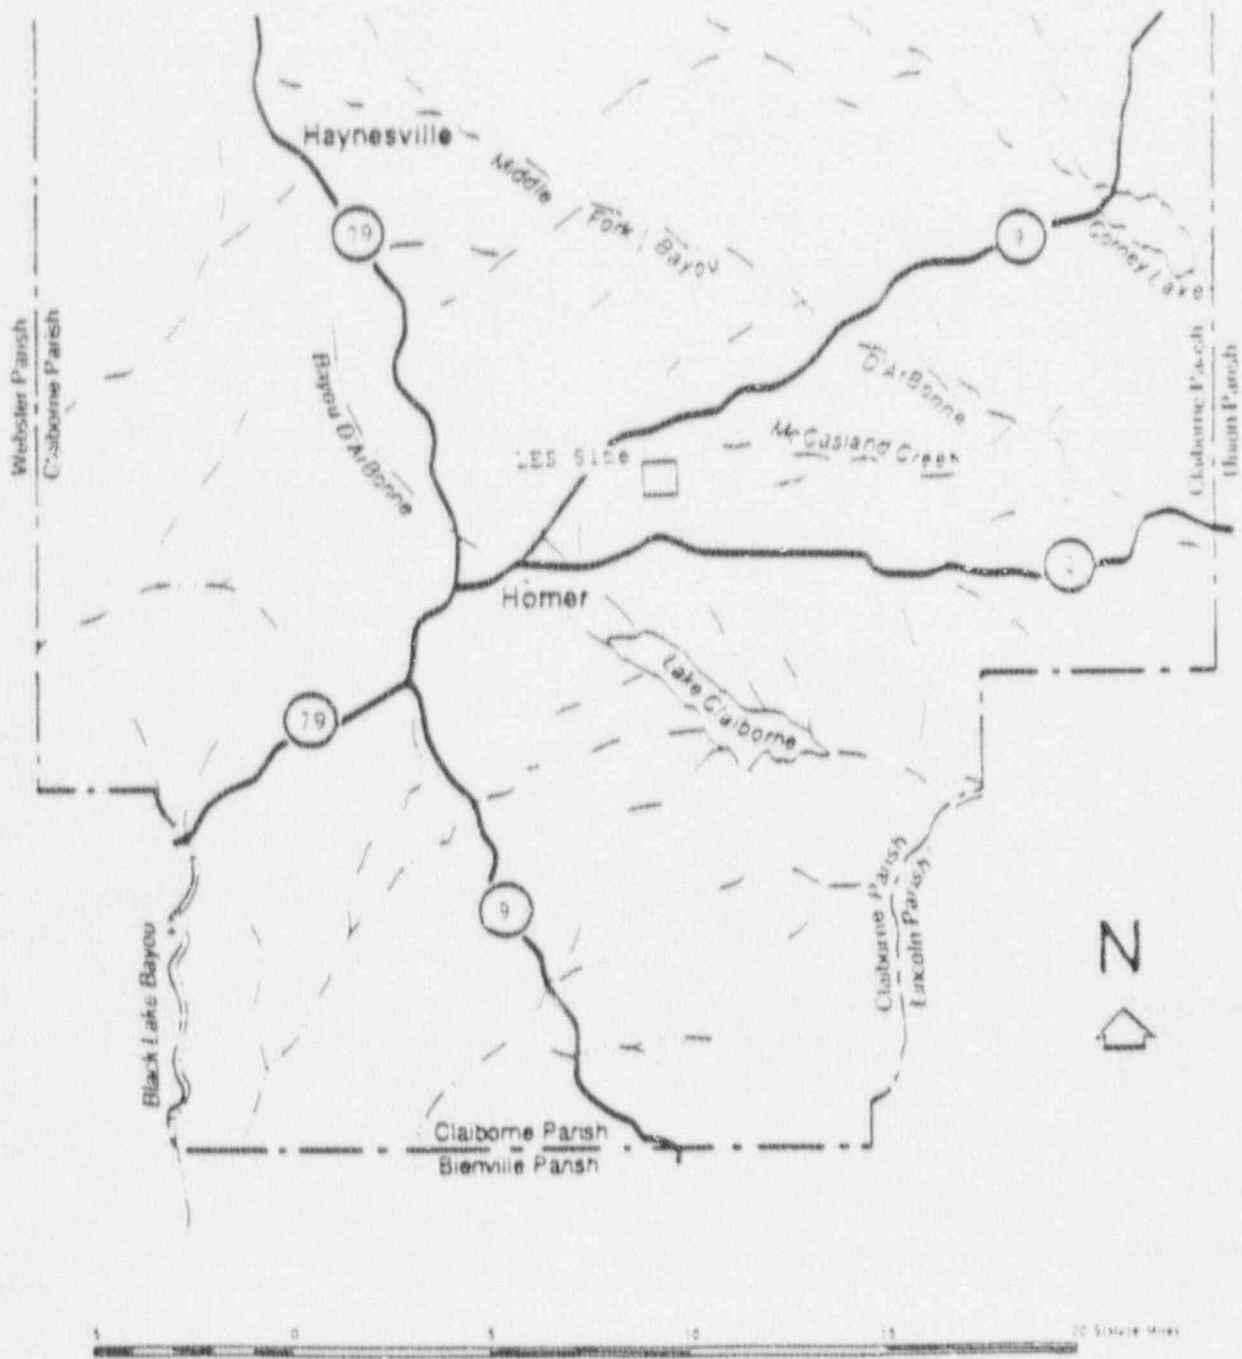 Haynesville
Middle Fork Bayou
79
9
Corney Lake
Webster Parish
Claiborne Parish
Bayou D'ArBonne
D'ArBonne
Claiborne Parish
Union Parish
McCasland Creek
LES Site
2
Homer
Lake Claiborne
79
9
Claiborne Parish
Lincoln Parish
N
Black Lake Bayou
Claiborne Parish
Bienville Parish
5 0 5 10 15 20 Statute Miles